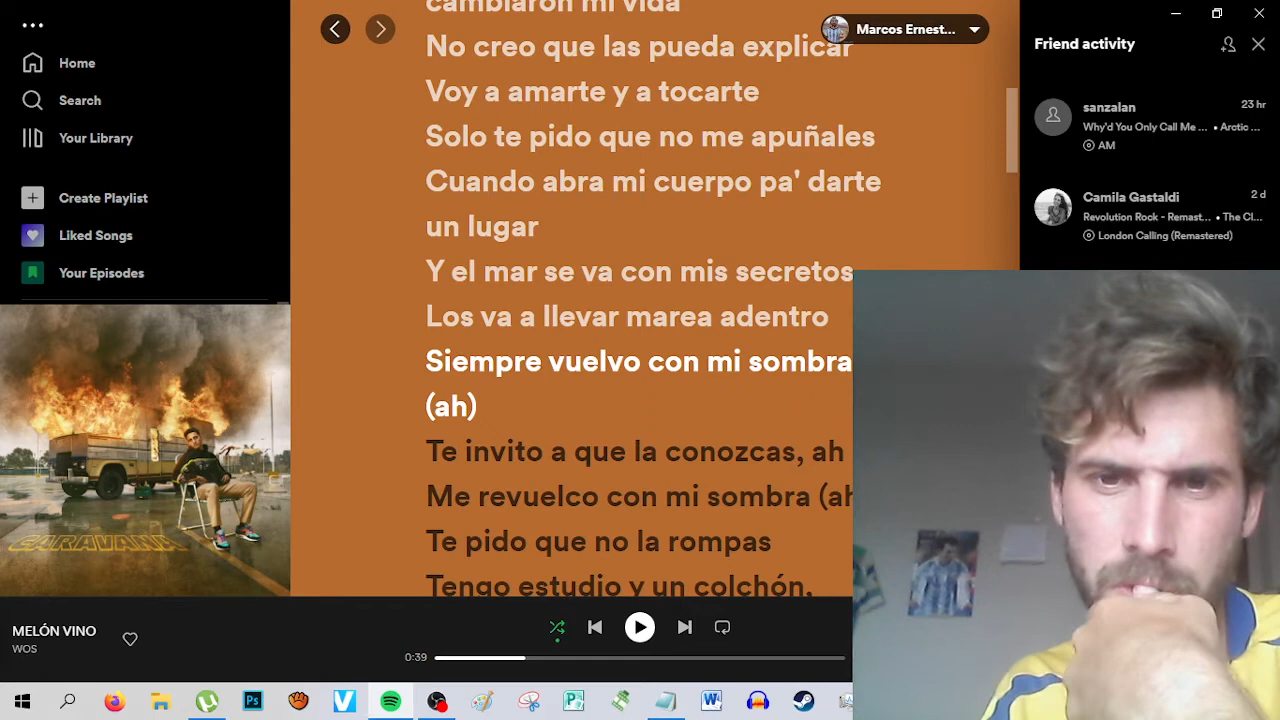 Home
Search
Your Library
Create Playlist
Liked Songs
Your Episodes
CARAVANA
cambiaron mi vida
No creo que las pueda explicar
Voy a amarte y a tocarte
Solo te pido que no me apuñales
Cuando abra mi cuerpo pa' darte
un lugar
Y el mar se va con mis secretos
Los va a llevar marea adentro
Siempre vuelvo con mi sombra
(ah)
Te invito a que la conozcas, ah
Me revuelco con mi sombra (ah
Te pido que no la rompas
Tengo estudio y un colchón,
Marcos Ernest...
Friend activity
sanzalan
23 hr
Why'd You Only Call Me ... • Arctic ...
AM
Camila Gastaldi
2 d
Revolution Rock - Remast... • The Cl...
London Calling (Remastered)
MELÓN VINO
WOS
0:39